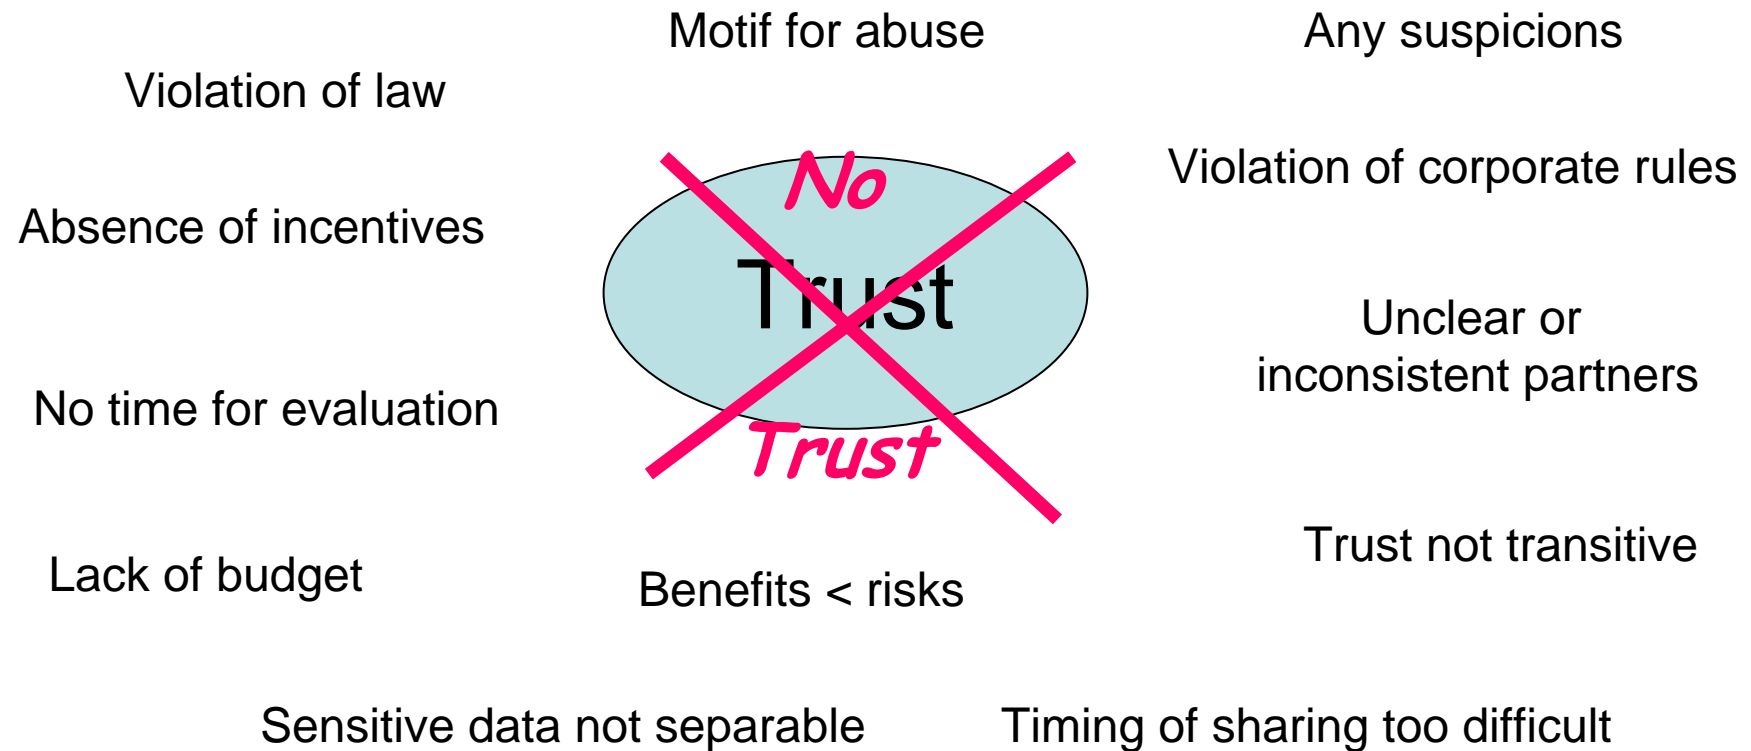 Motif for abuse
Any suspicions
Violation of law
Violation of corporate rules
No
Absence of incentives
Trust
Unclear or
inconsistent partners
No time for evaluation
Trust
Trust not transitive
Lack of budget
Benefits < risks
Sensitive data not separable
Timing of sharing too difficult